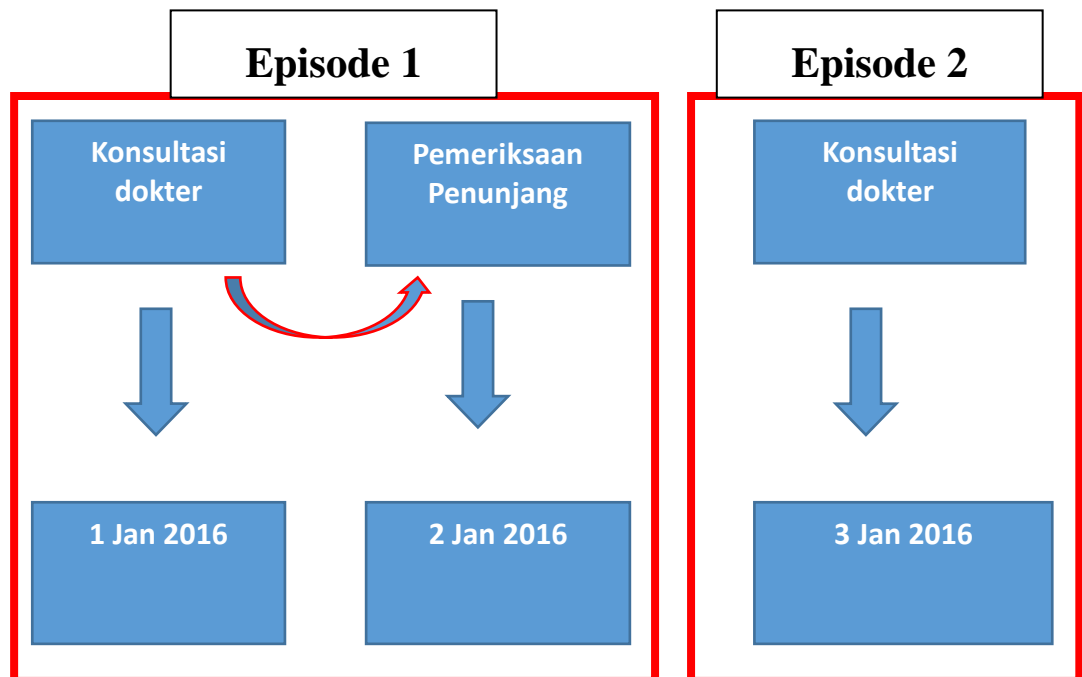 Episode 1
Episode 2
Konsultasi
dokter
Pemeriksaan
Penunjang
Konsultasi
dokter
1 Jan 2016
2 Jan 2016
3 Jan 2016